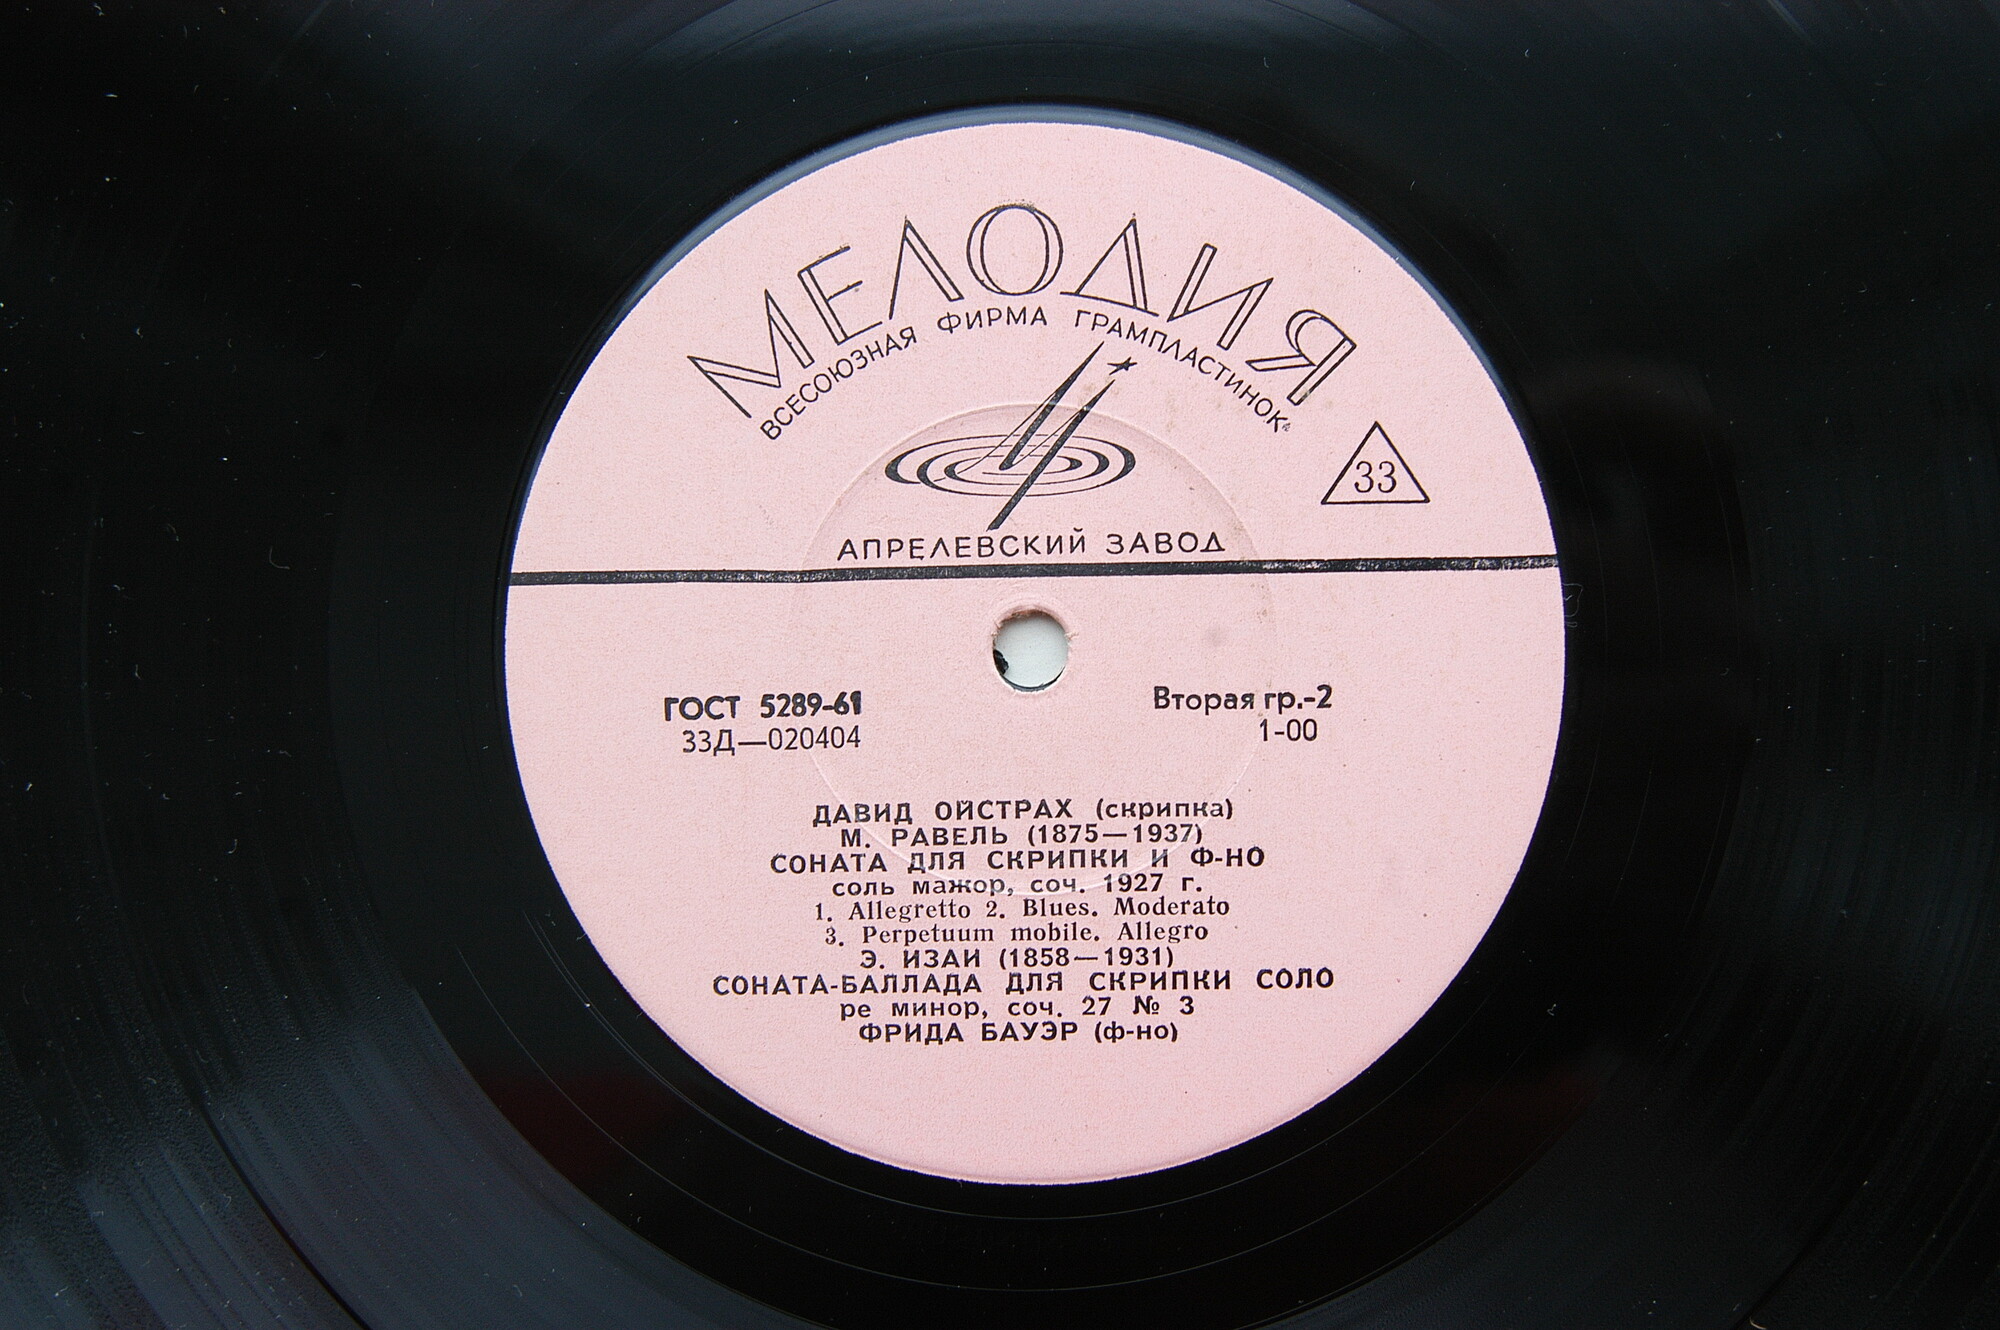 МЕЛОДИЯ
ВСЕСОЮЗНАЯ ФИРМА ГРАМПЛАСТИНОК
33
АПРЕЛЕВСКИЙ ЗАВОД
ГОСТ 5289-61
33Д—020404
Вторая гр.-2
1-00
ДАВИД ОЙСТРАХ (скрипка)
М. РАВЕЛЬ (1875—1937)
СОНАТА ДЛЯ СКРИПКИ И Ф-НО
соль мажор, соч. 1927 г.
1. Allegretto 2. Blues. Moderato
3. Perpetuum mobile. Allegro
Э. ИЗАИ (1858—1931)
СОНАТА-БАЛЛАДА ДЛЯ СКРИПКИ СОЛО
ре минор, соч. 27 № 3
ФРИДА БАУЭР (ф-но)